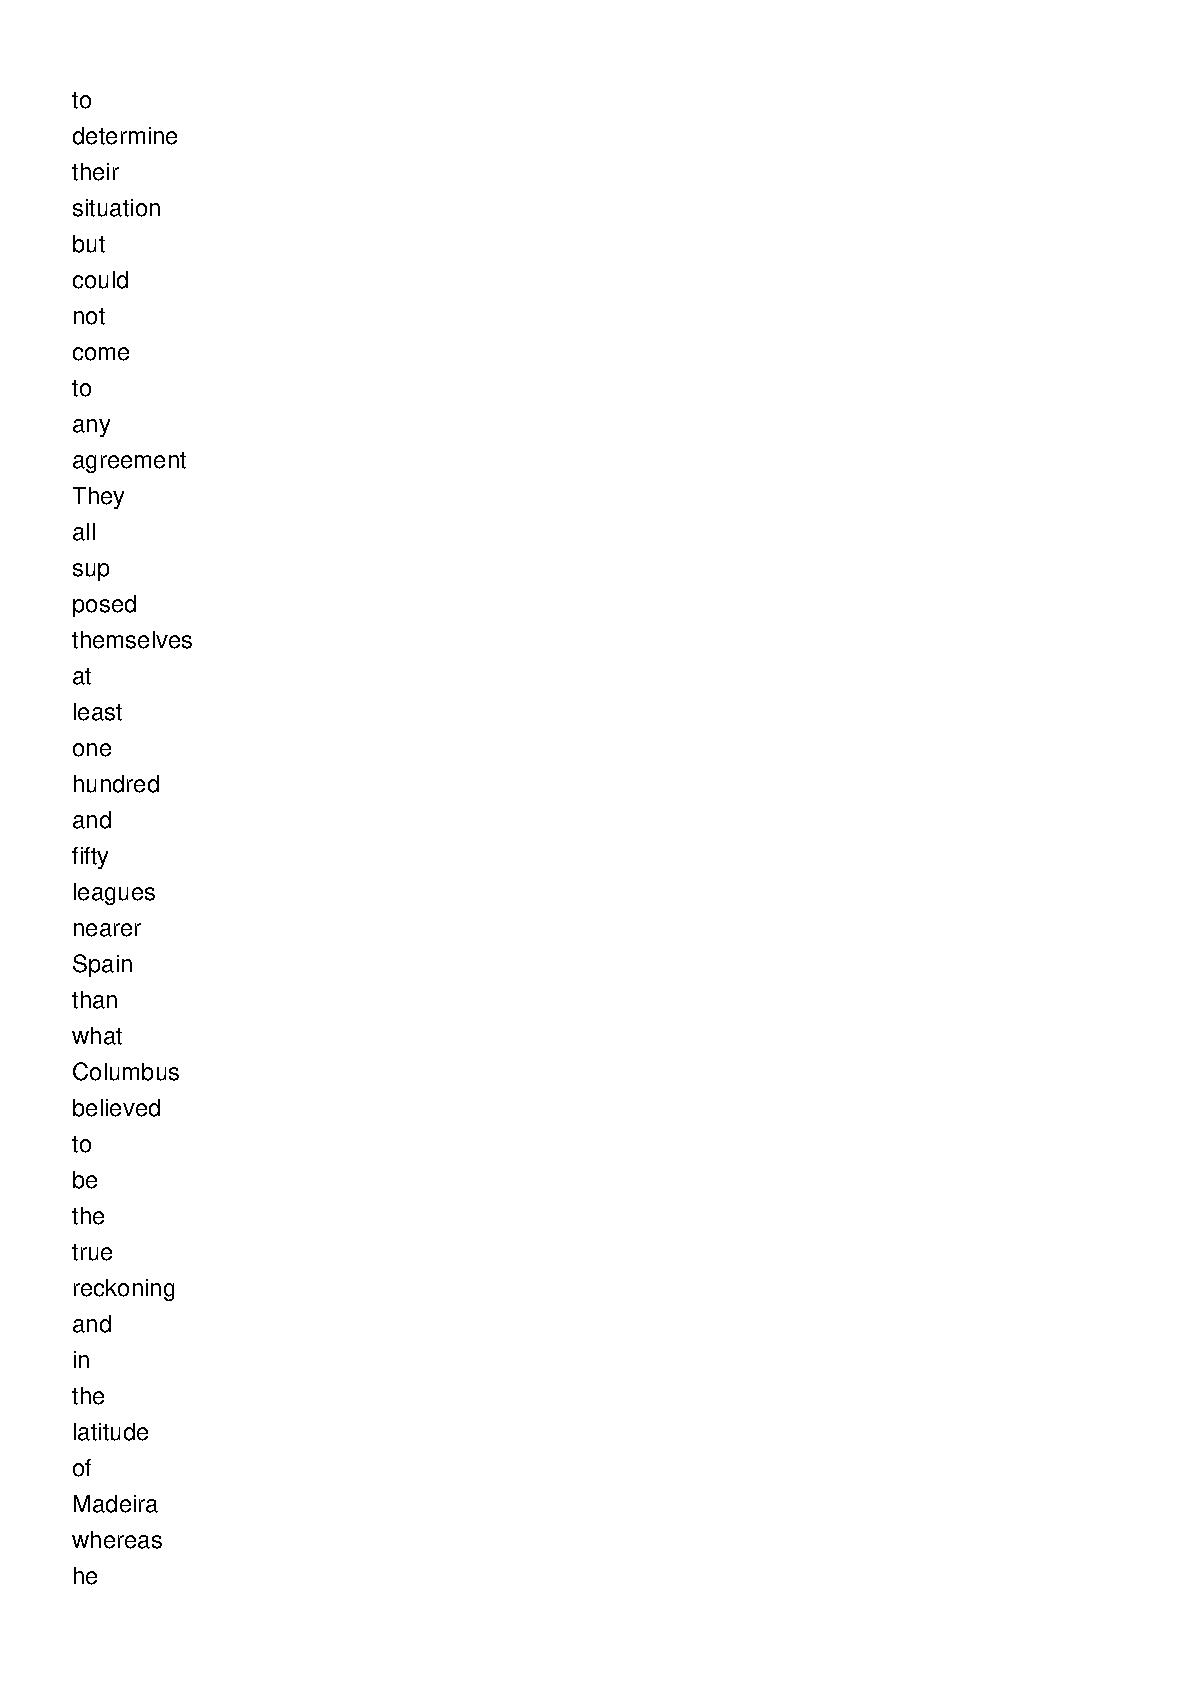 to
determine
their
situation
but
could
not
come
to
any
agreement
They
all
sup
posed
themselves
at
least
one
hundred
and
fifty
leagues
nearer
Spain
than
what
Columbus
believed
to
be
the
true
reckoning
and
in
the
latitude
of
Madeira
whereas
he